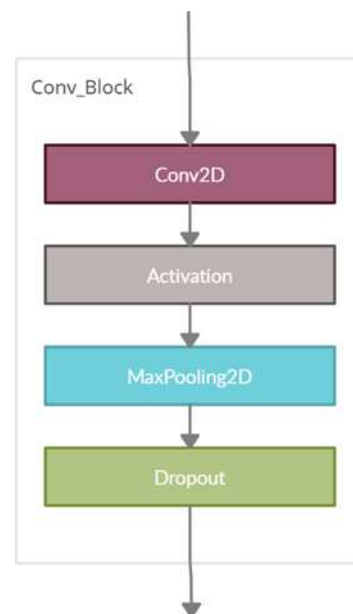 Conv_Block
Conv2D
Activation
MaxPooling2D
Dropout